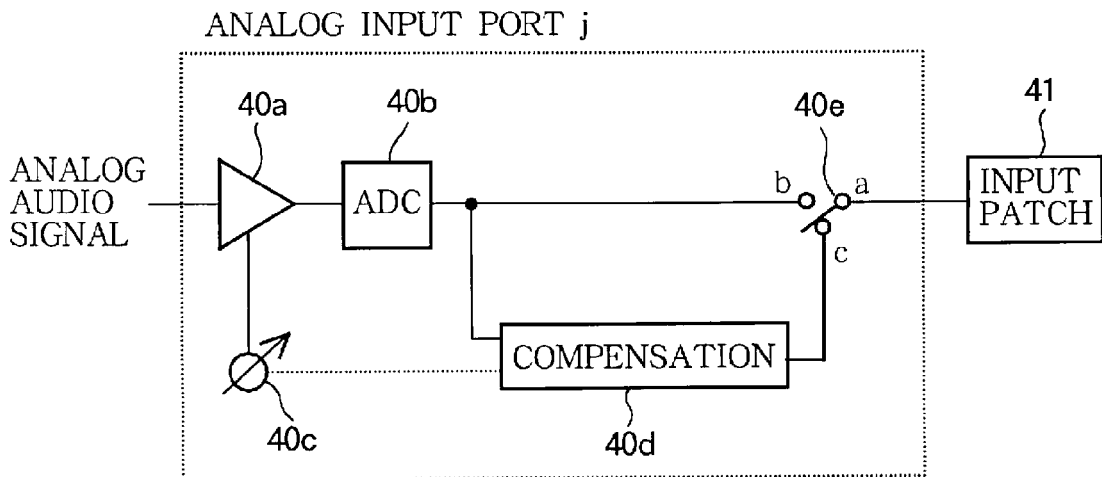 ANALOG INPUT PORT j
40a
40b
40e
41
ANALOG
AUDIO
SIGNAL
ADC
b
a
c
INPUT
PATCH
COMPENSATION
40c
40d